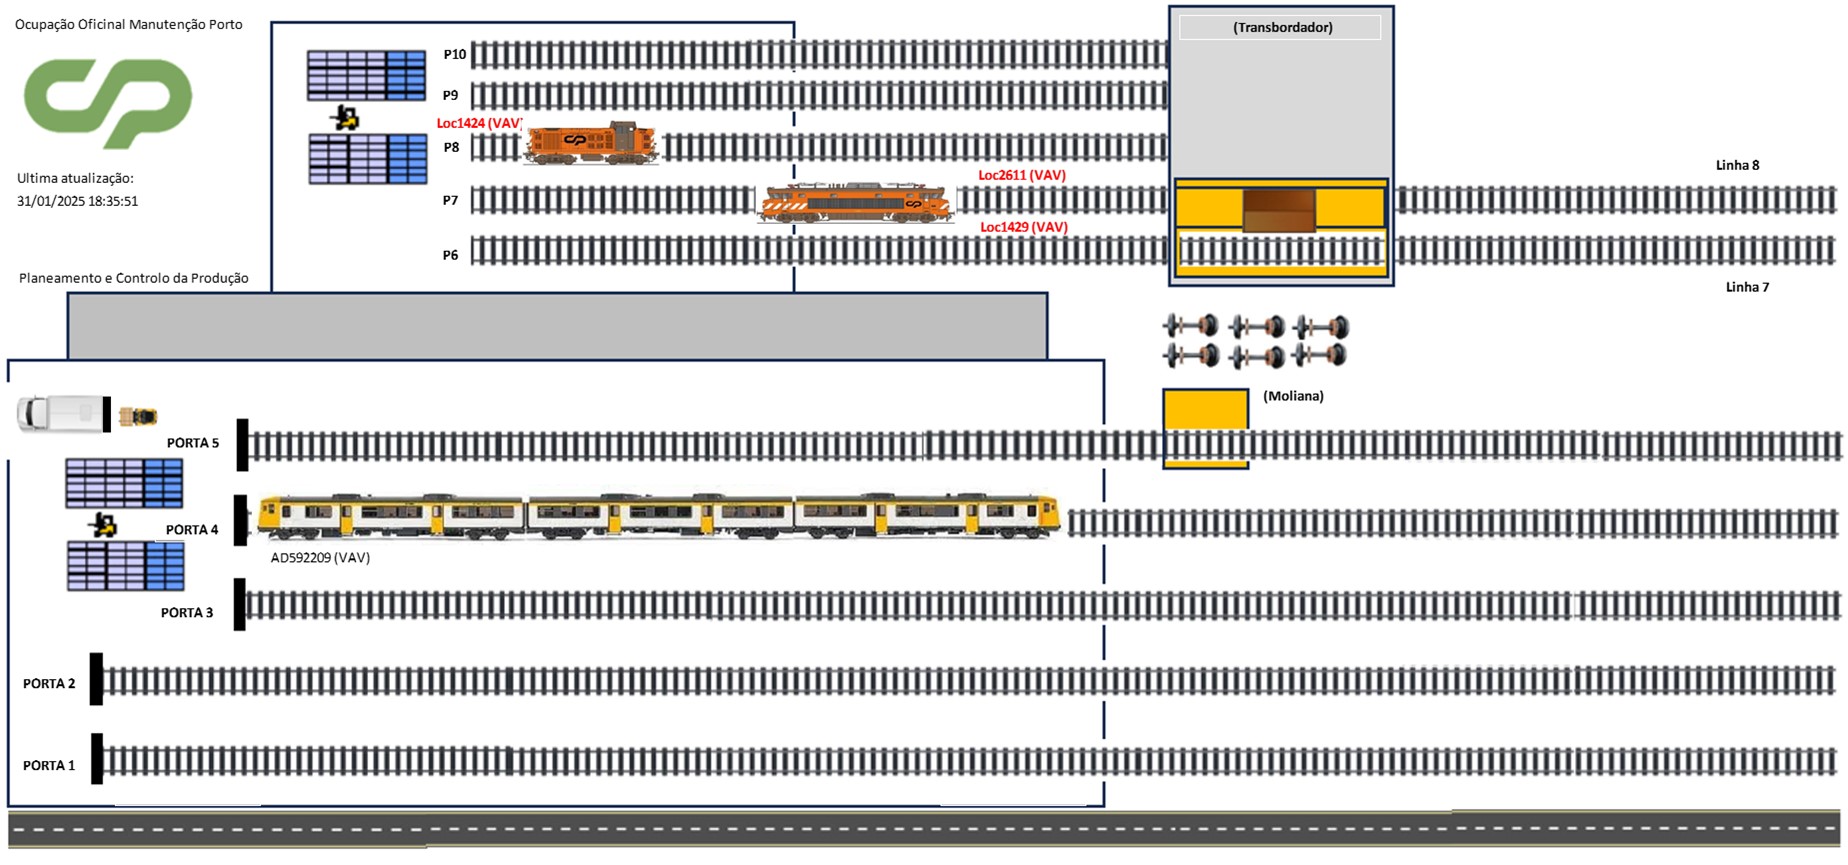 Ocupação Oficinal Manutenção Porto
(Transbordador)
P10
P9
Loc1424 (VAV)
P8
Linha 8
Loc2611 (VAV)
Ultima atualização:
31/01/2025 18:35:51
P7
Loc1429 (VAV)
P6
Planeamento e Controlo da Produção
Linha 7
(Moliana)
PORTA 5
PORTA 4
AD592209 (VAV)
PORTA 3
PORTA 2
PORTA 1